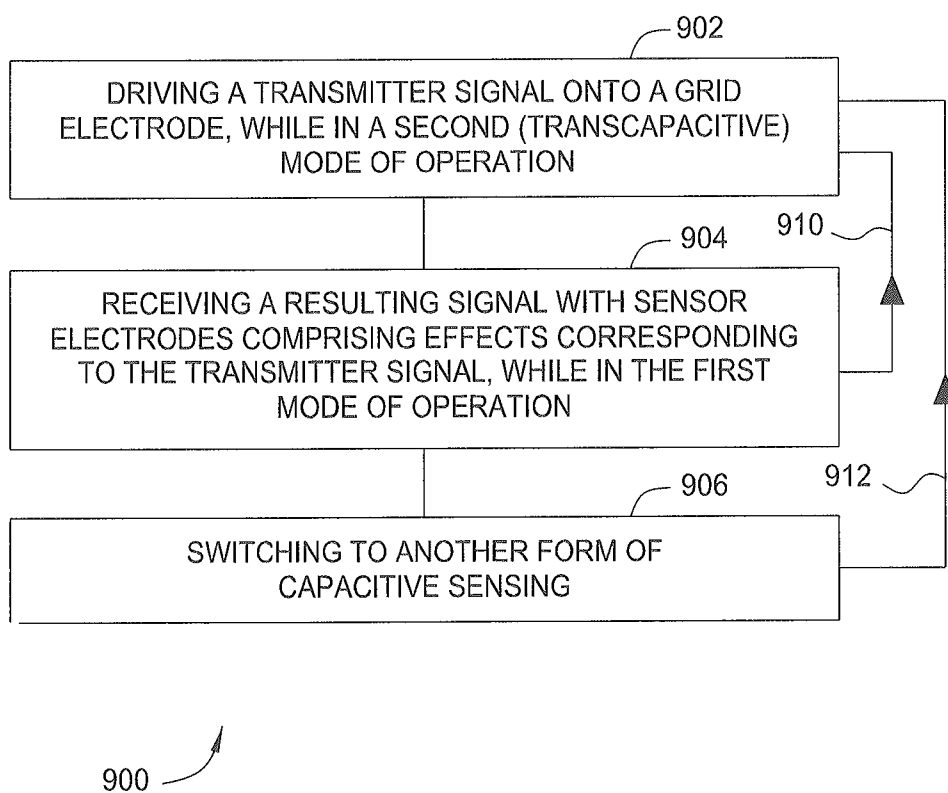 902
DRIVING A TRANSMITTER SIGNAL ONTO A GRID
ELECTRODE, WHILE IN A SECOND (TRANSCAPACITIVE)
MODE OF OPERATION
910
904
RECEIVING A RESULTING SIGNAL WITH SENSOR
ELECTRODES COMPRISING EFFECTS CORRESPONDING
TO THE TRANSMITTER SIGNAL, WHILE IN THE FIRST
MODE OF OPERATION
912
906
SWITCHING TO ANOTHER FORM OF
CAPACITIVE SENSING
900